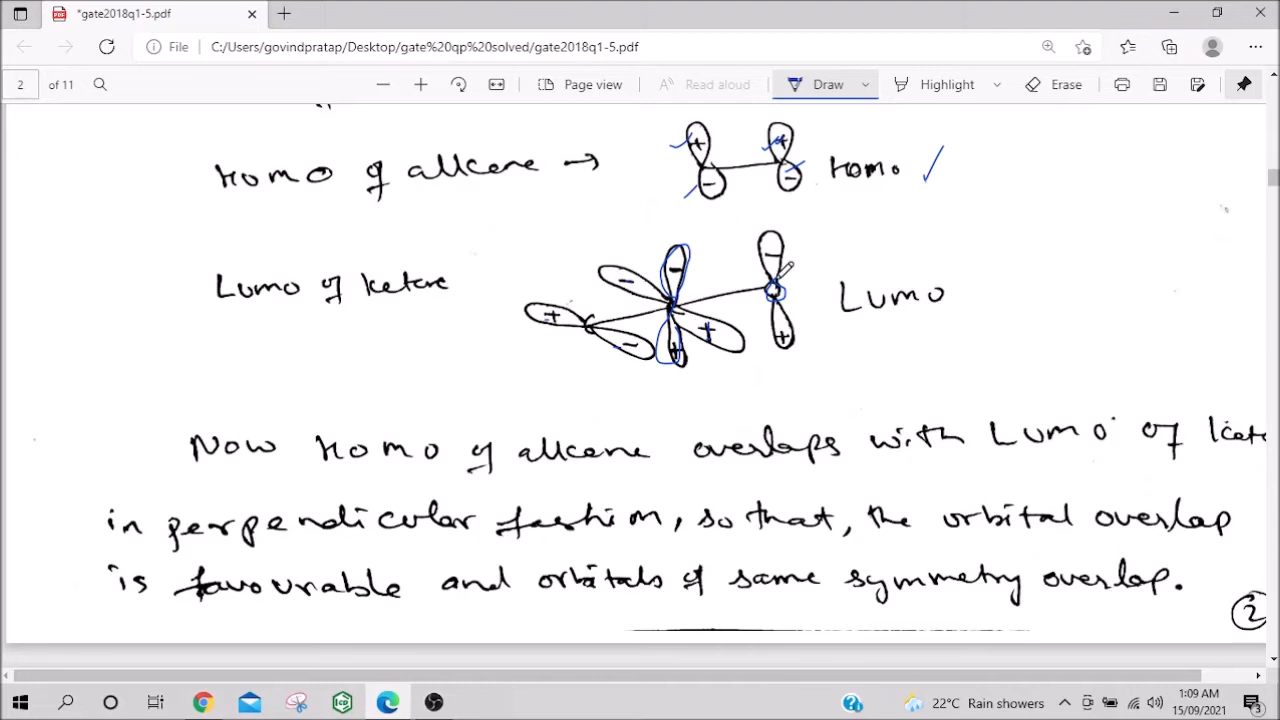 *gate2018q1-5.pdf
File C:/Users/govindpratap/Desktop/gate%20qp%20solved/gate2018q1-5.pdf
2 of 11 Page view Read aloud Draw Highlight Erase
HOMO of alkene → + + - - HOMO
LUMO of ketene - - - + + - + + C C O LUMO
Now HOMO of alkene overlaps with LUMO of Kete
in perpendicular fashion, so that, the orbital overlap
is favourable and orbitals of same symmetry overlap.
2
22°C Rain showers 1:09 AM
15/09/2021 3